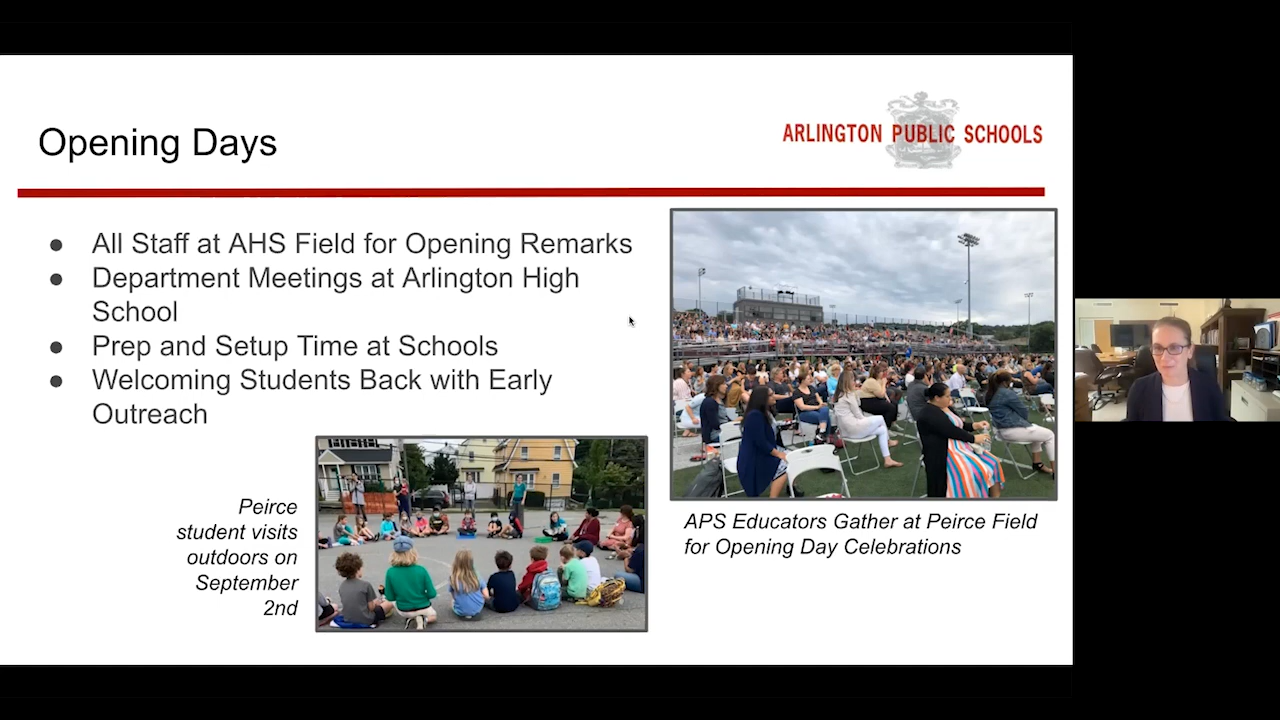 Opening Days
ARLINGTON PUBLIC SCHOOLS
● All Staff at AHS Field for Opening Remarks
● Department Meetings at Arlington High
School
● Prep and Setup Time at Schools
● Welcoming Students Back with Early
Outreach
Peirce
student visits
outdoors on
September
2nd
APS Educators Gather at Peirce Field
for Opening Day Celebrations